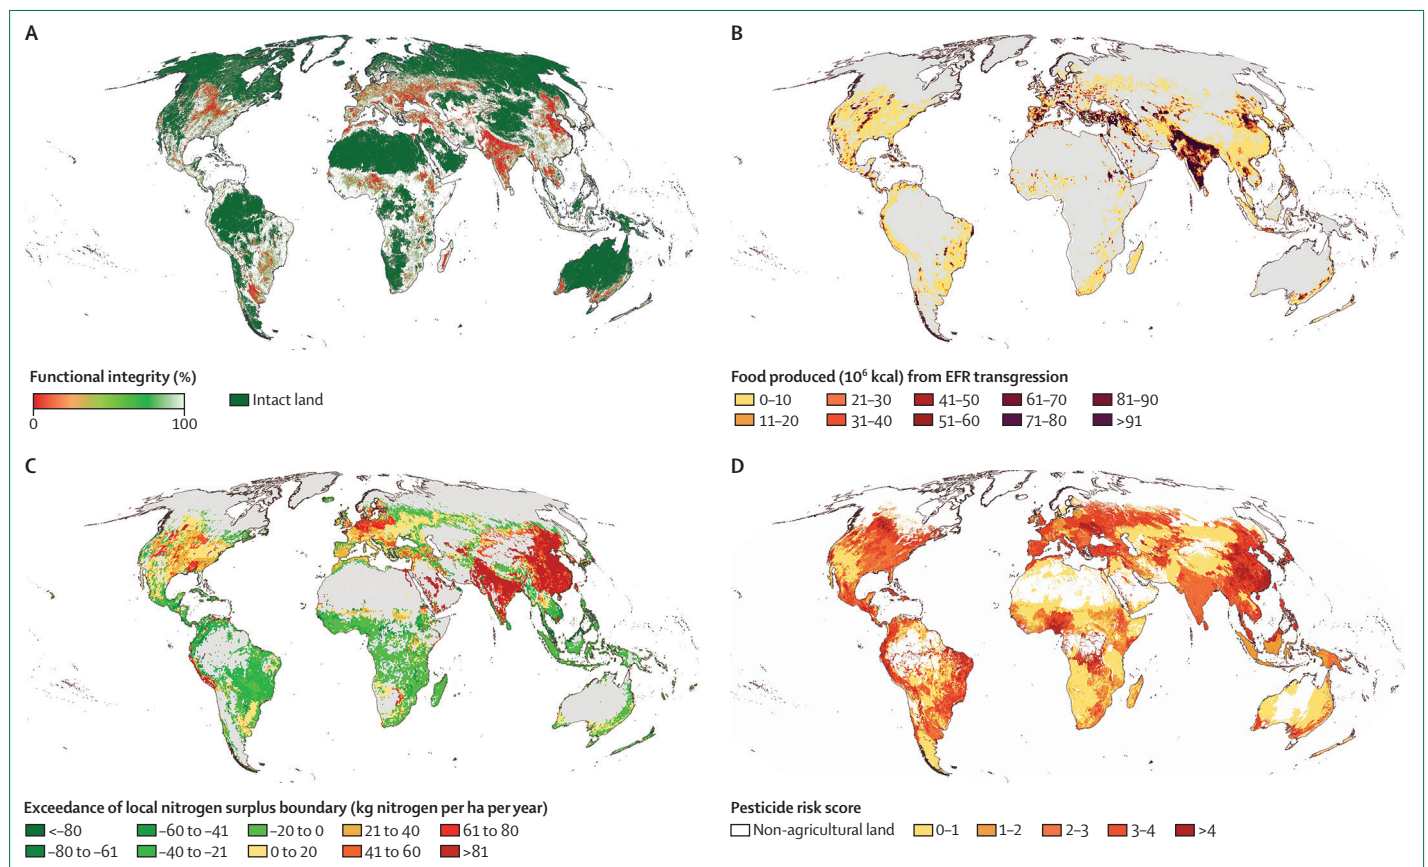 A
B
Functional integrity (%)
Intact land
0 100
Food produced (10⁶ kcal) from EFR transgression
0–10 21–30 41–50 61–70 81–90
11–20 31–40 51–60 71–80 >91
C
D
Exceedance of local nitrogen surplus boundary (kg nitrogen per ha per year)
<–80 –60 to –41 –20 to 0 21 to 40 61 to 80
–80 to –61 –40 to –21 0 to 20 41 to 60 >81
Pesticide risk score
Non-agricultural land 0–1 1–2 2–3 3–4 >4